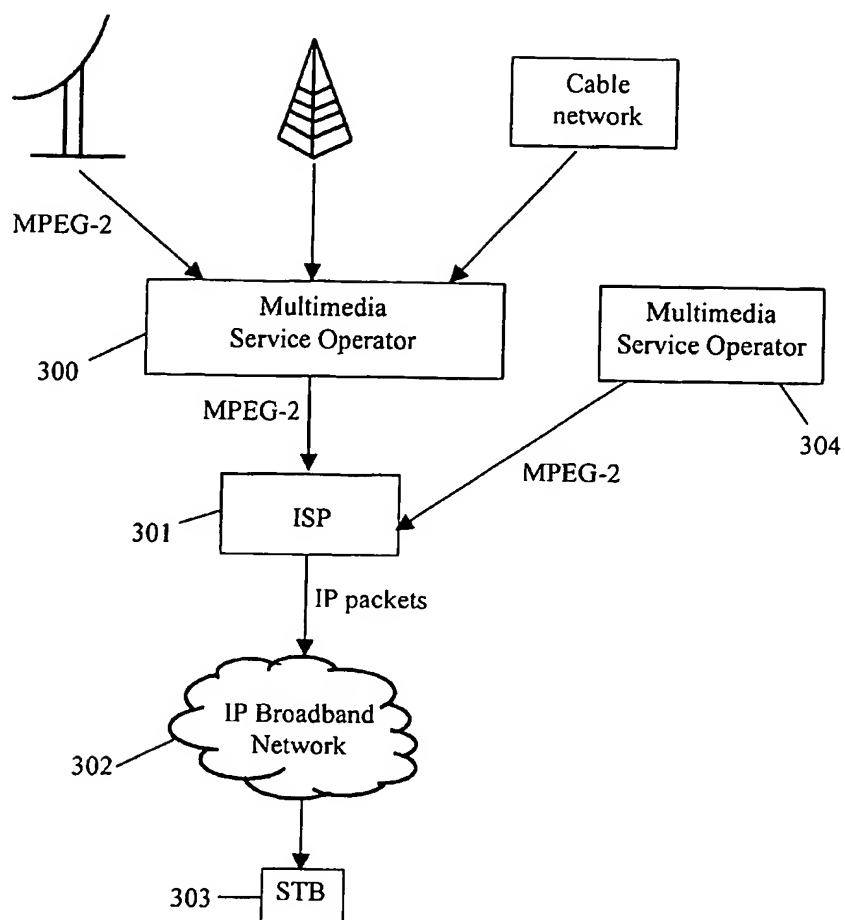 Cable
network
MPEG-2
Multimedia
Service Operator
300
Multimedia
Service Operator
304
MPEG-2
MPEG-2
301
ISP
IP packets
IP Broadband
Network
302
303
STB